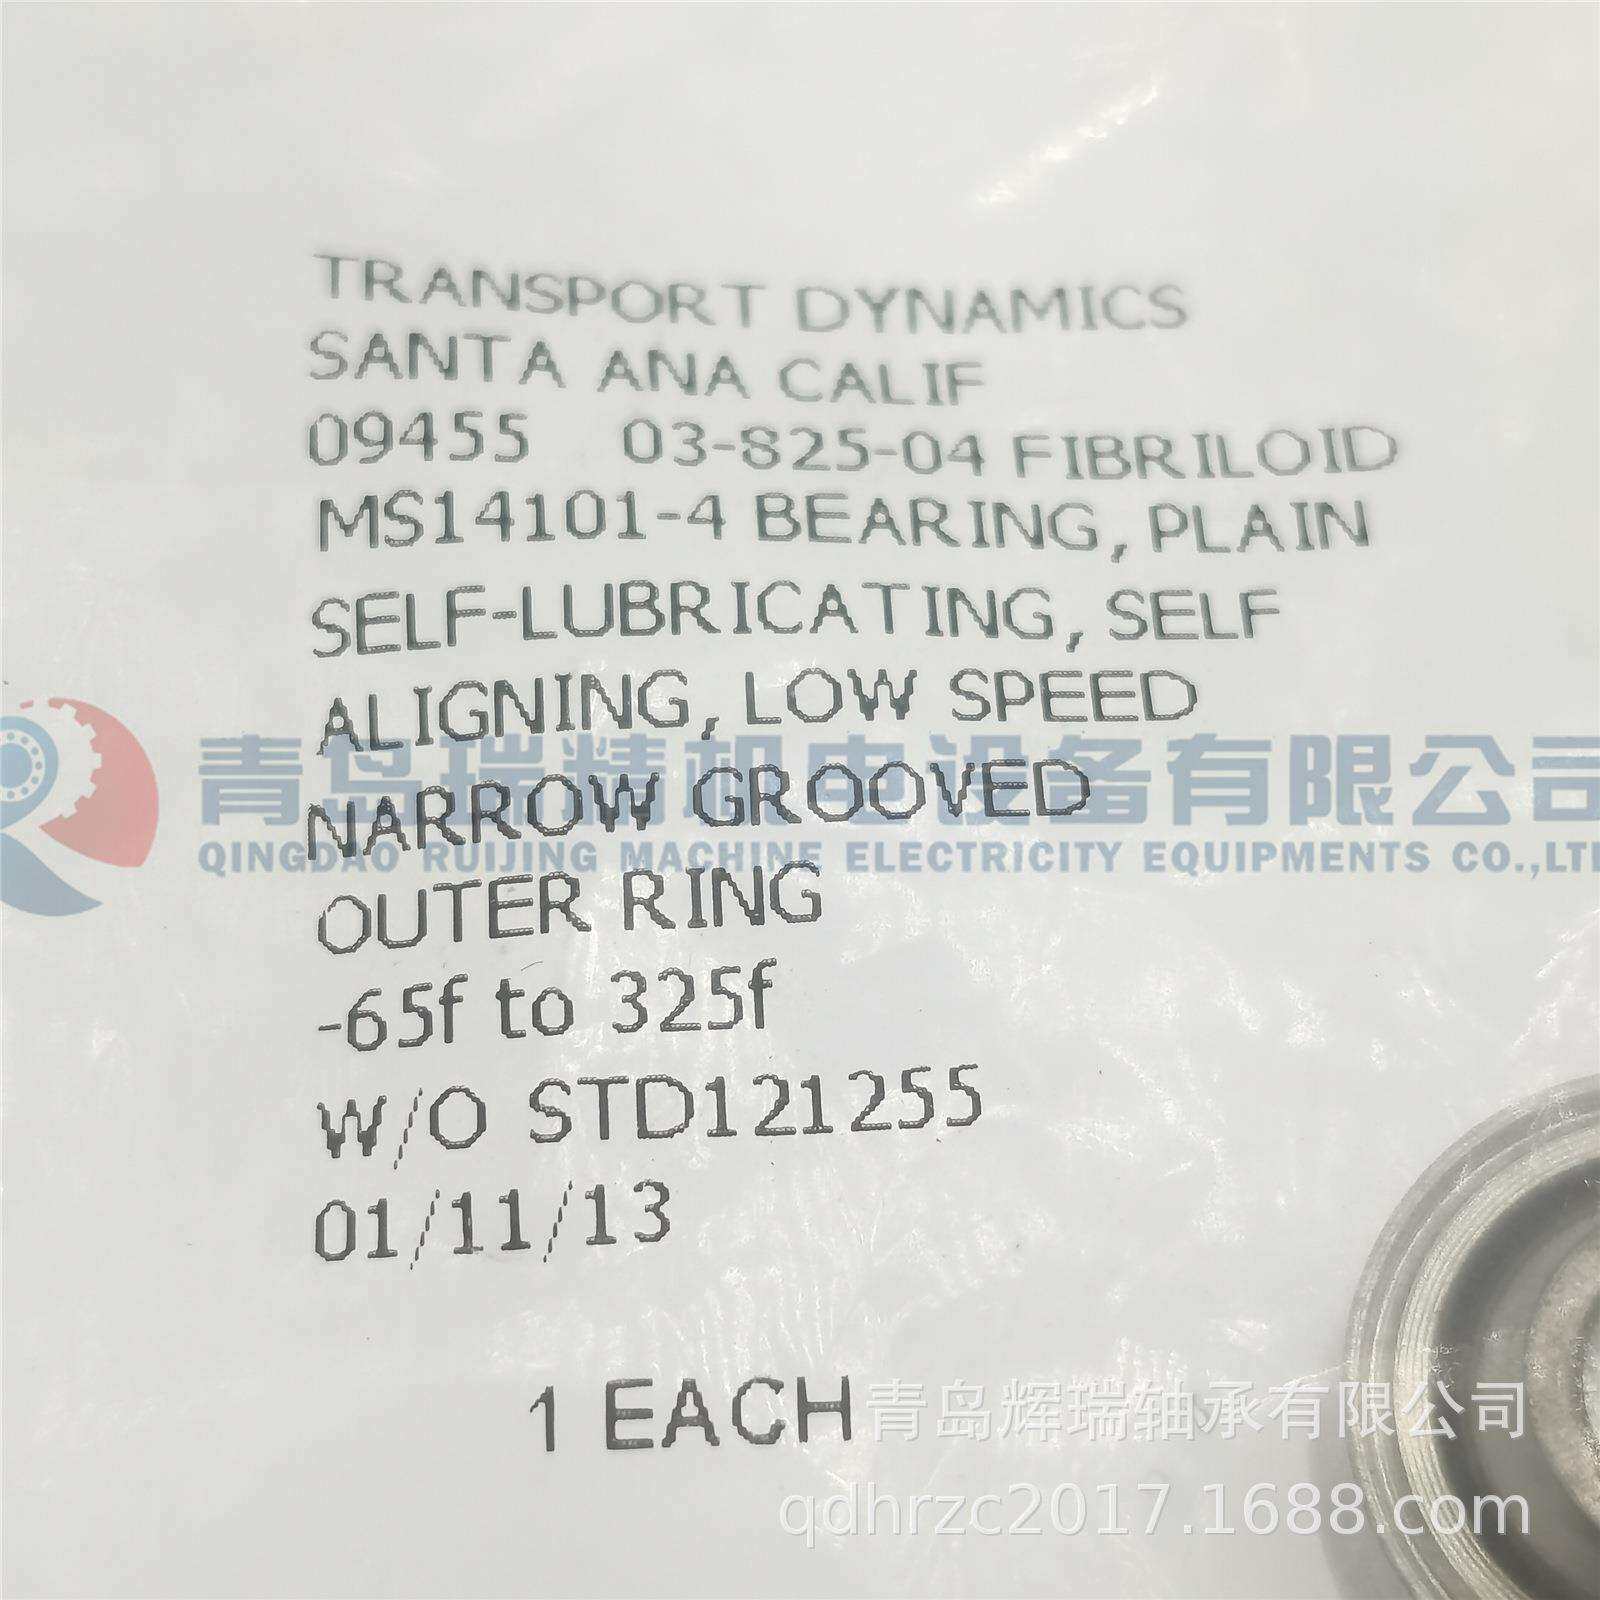 TRANSPORT DYNAMICS
SANTA ANA CALIF
09455 03-825-04 FIBRILOID
MS14101-4 BEARING, PLAIN
SELF-LUBRICATING, SELF
ALIGNING, LOW SPEED
青岛瑞精机电设备有限公司
NARROW GROOVED
QINGDAO RUIJING MACHINE ELECTRICITY EQUIPMENTS CO.,LT
OUTER RING
-65f to 325f
W/O STD121255
01/11/13
1 EACH
青岛辉瑞轴承有限公司
qdhrzc2017.1688.com